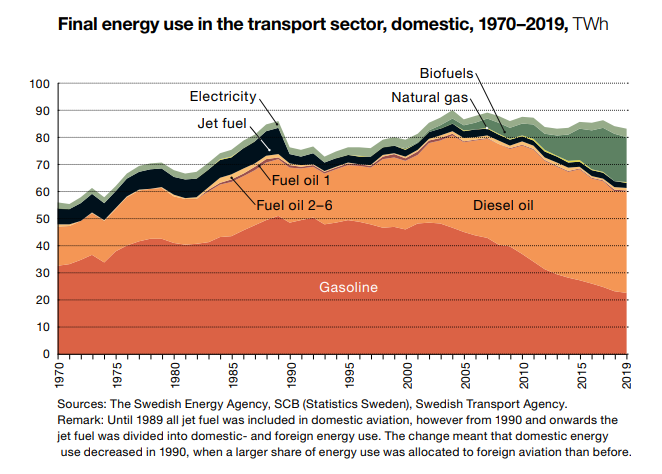 Final energy use in the transport sector, domestic, 1970–2019, TWh
Biofuels
Natural gas
Electricity
Jet fuel
Fuel oil 1
Fuel oil 2–6
Diesel oil
Gasoline
100
90
80
70
60
50
40
30
20
10
0
1970
1975
1980
1985
1990
1995
2000
2005
2010
2015
2019
Sources: The Swedish Energy Agency, SCB (Statistics Sweden), Swedish Transport Agency.
Remark: Until 1989 all jet fuel was included in domestic aviation, however from 1990 and onwards the
jet fuel was divided into domestic- and foreign energy use. The change meant that domestic energy
use decreased in 1990, when a larger share of energy use was allocated to foreign aviation than before.